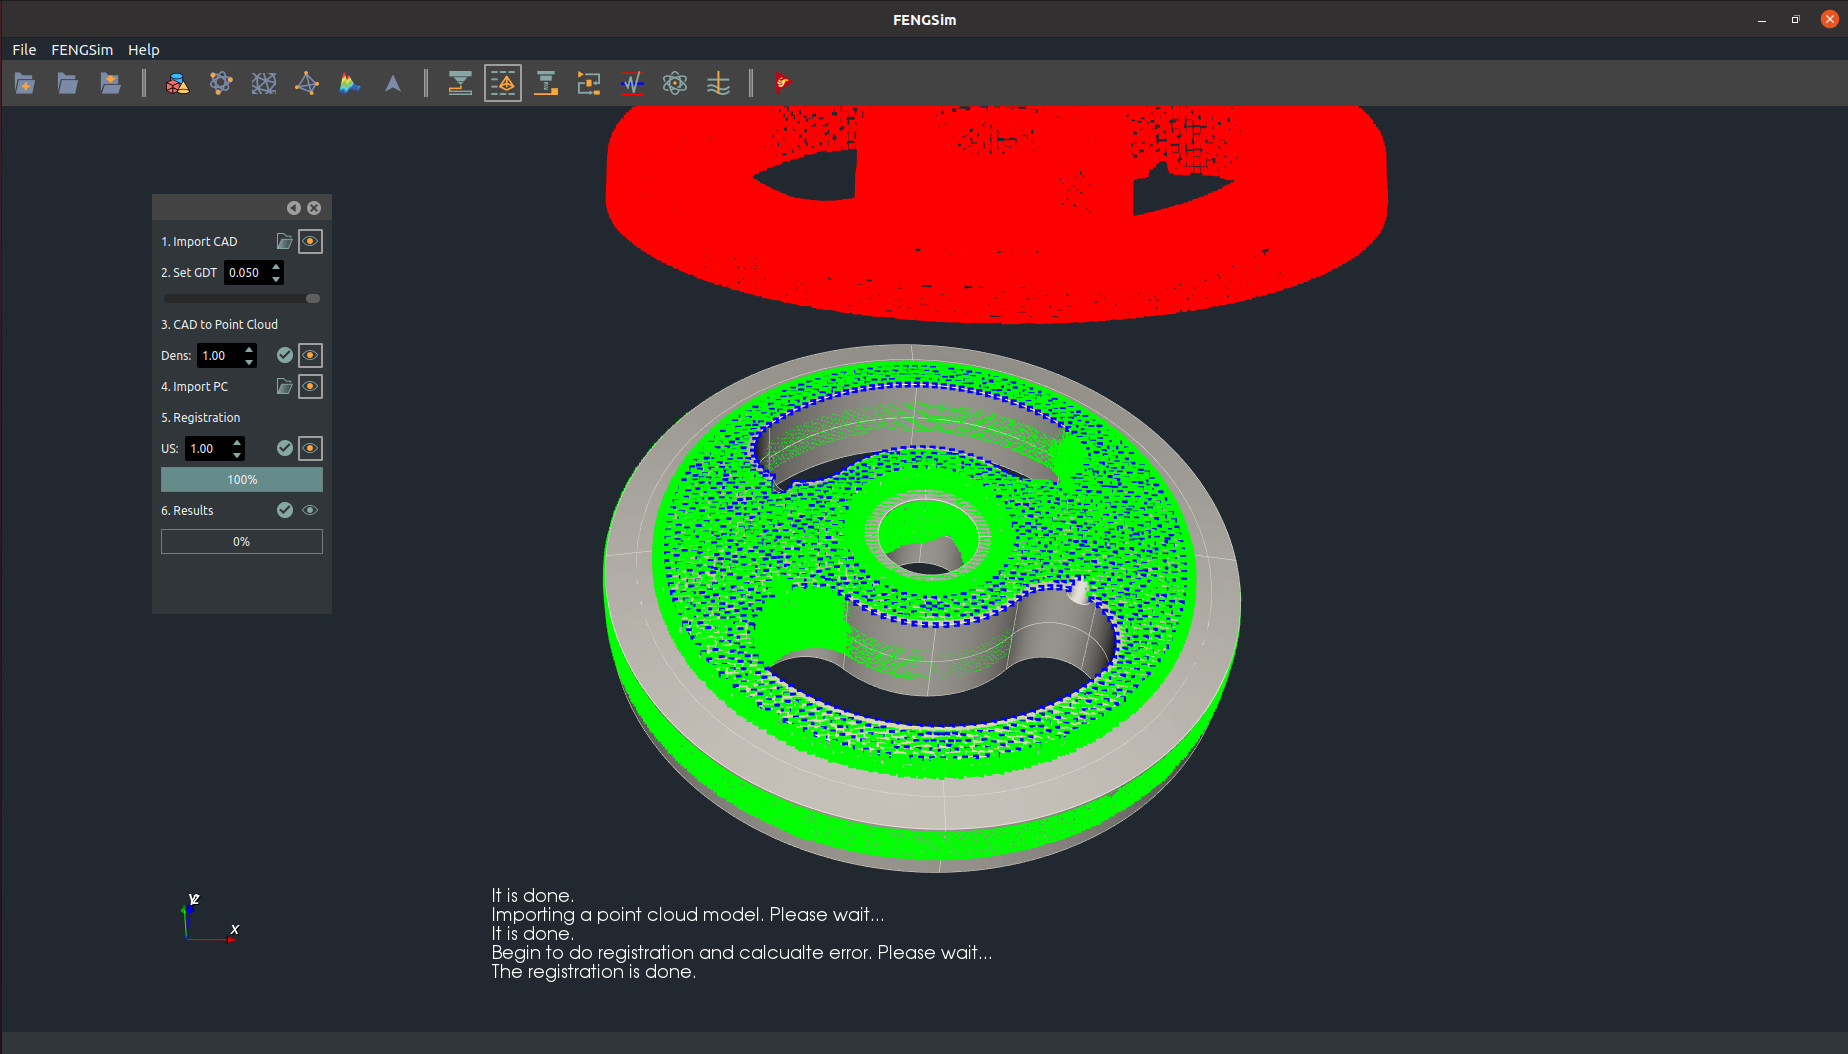 FENGSim
File FENGSim Help
1. Import CAD
2. Set GDT 0.050
3. CAD to Point Cloud
Dens: 1.00
4. Import PC
5. Registration
US: 1.00
100%
6. Results
0%
It is done.
Importing a point cloud model. Please wait...
It is done.
Begin to do registration and calcualte error. Please wait...
The registration is done.
Y Z
X